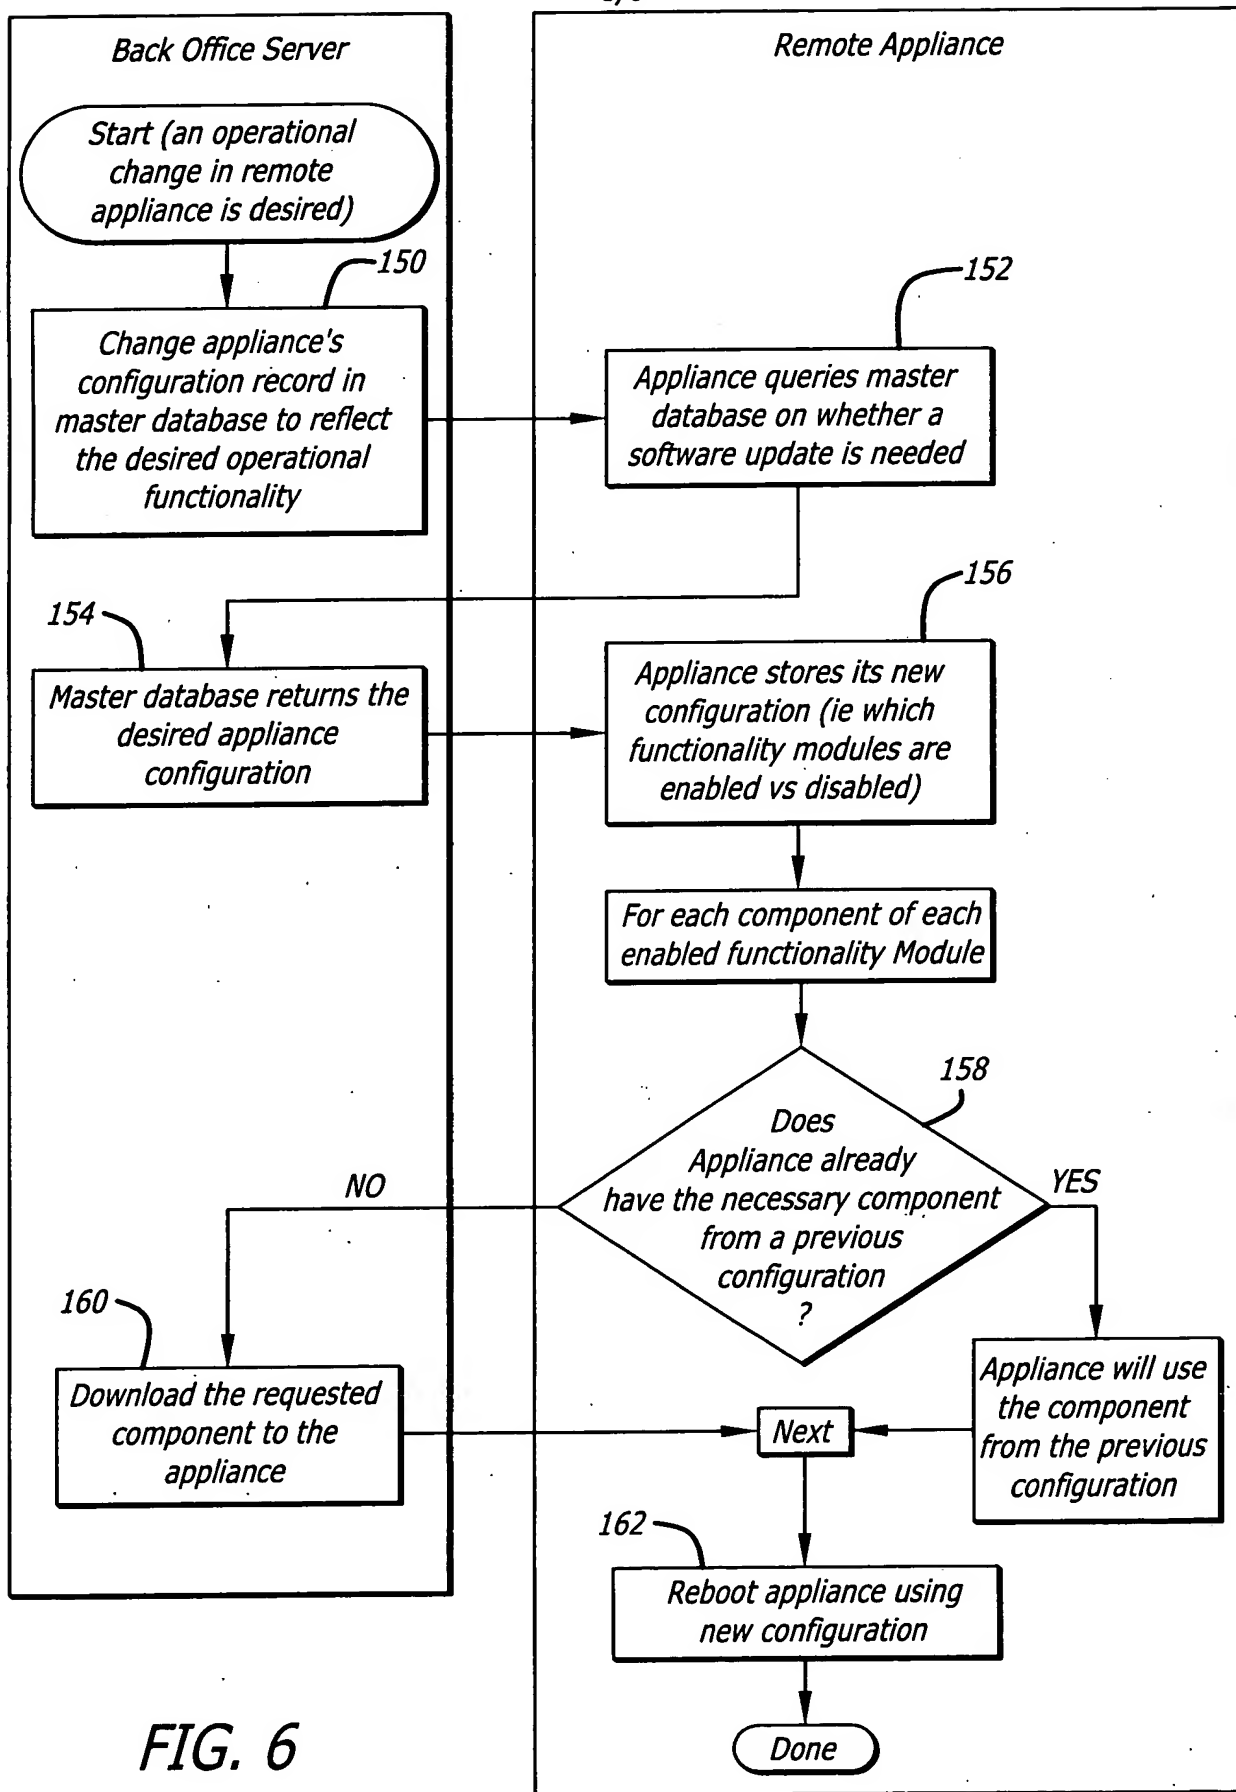 Back Office Server
Remote Appliance
Start (an operational
change in remote
appliance is desired)
150
Change appliance's
configuration record in
master database to reflect
the desired operational
functionality
152
Appliance queries master
database on whether a
software update is needed
154
Master database returns the
desired appliance
configuration
156
Appliance stores its new
configuration (ie which
functionality modules are
enabled vs disabled)
For each component of each
enabled functionality Module
158
Does
Appliance already
have the necessary component
from a previous
configuration
?
NO
YES
160
Download the requested
component to the
appliance
Next
Appliance will use
the component
from the previous
configuration
162
Reboot appliance using
new configuration
Done
FIG. 6